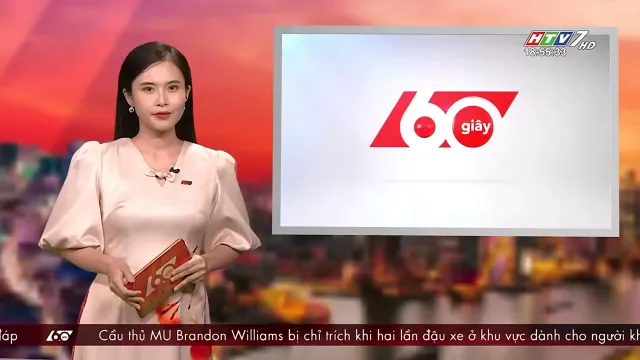 HTV7 HD
18:55:33
60 giây
60
đáp
60 Cầu thủ MU Brandon Williams bị chỉ trích khi hai lần đậu xe ở khu vực dành cho người kh